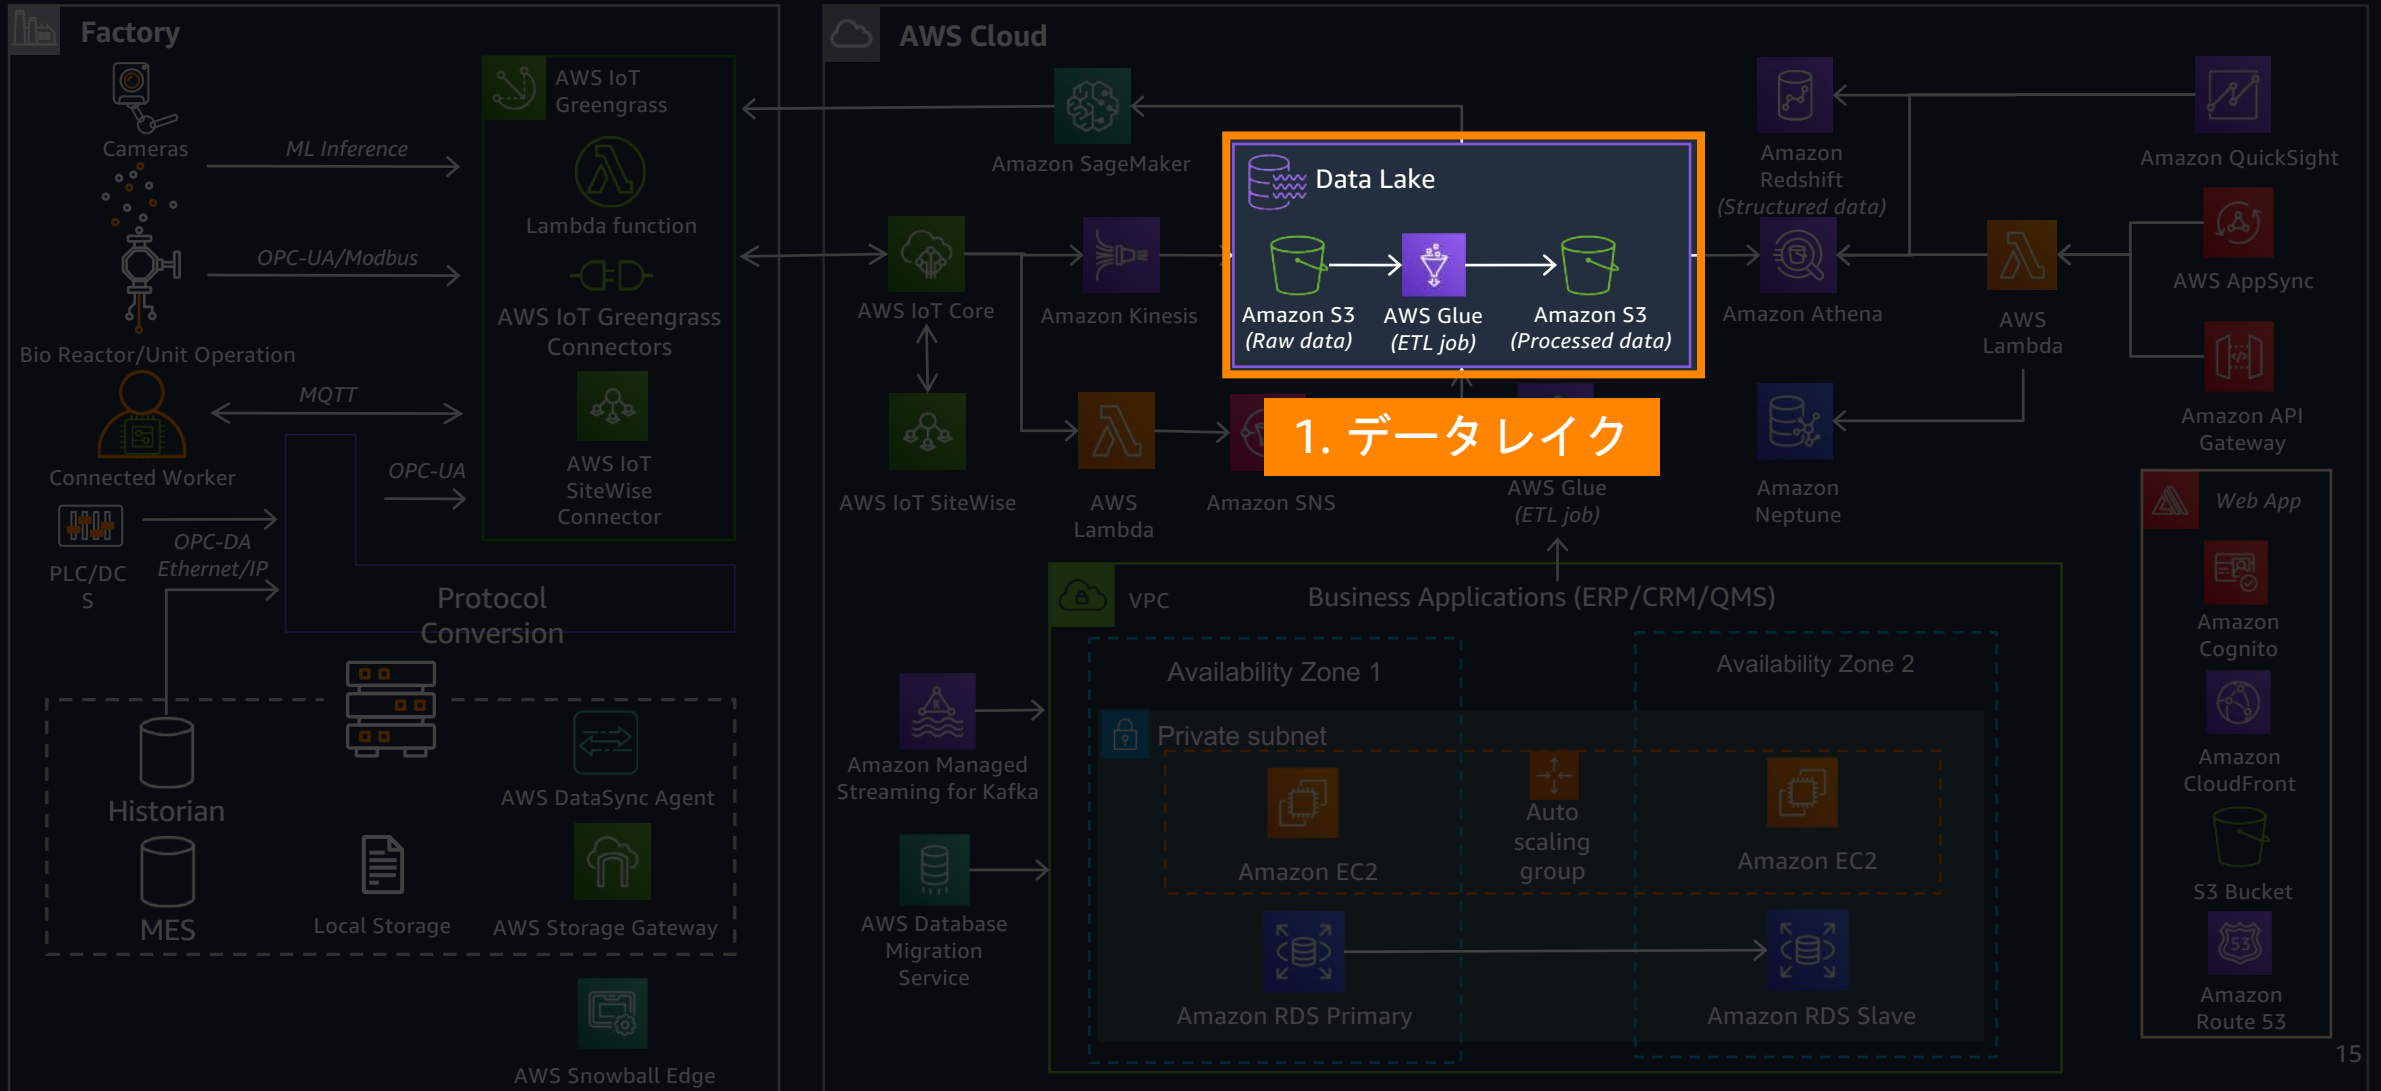 Factory
Cameras
ML Inference
OPC-UA/Modbus
Bio Reactor/Unit Operation
MQTT
Connected Worker
OPC-UA
PLC/DC
S
OPC-DA
Ethernet/IP
AWS IoT
Greengrass
Lambda function
AWS IoT Greengrass
Connectors
AWS IoT
SiteWise
Connector
Protocol
Conversion
Historian
MES
Local Storage
AWS DataSync Agent
AWS Storage Gateway
AWS Snowball Edge
AWS Cloud
Amazon SageMaker
AWS IoT Core
Amazon Kinesis
AWS IoT SiteWise
AWS
Lambda
Amazon SNS
Data Lake
Amazon S3
(Raw data)
AWS Glue
(ETL job)
Amazon S3
(Processed data)
1. データレイク
AWS Glue
(ETL job)
Amazon
Redshift
(Structured data)
Amazon Athena
Amazon
Neptune
AWS
Lambda
Amazon QuickSight
AWS AppSync
Amazon API
Gateway
VPC
Business Applications (ERP/CRM/QMS)
Availability Zone 1
Availability Zone 2
Private subnet
Amazon EC2
Auto
scaling
group
Amazon EC2
Amazon RDS Primary
Amazon RDS Slave
K
Amazon Managed
Streaming for Kafka
AWS Database
Migration
Service
Web App
Amazon
Cognito
Amazon
CloudFront
S3 Bucket
53
Amazon
Route 53
15